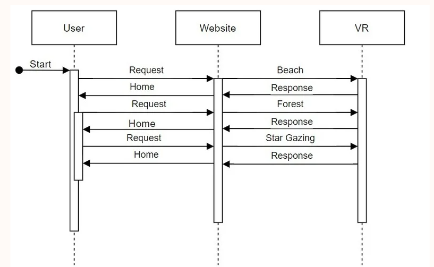 User Website VR
Start
Request Beach
Home Response
Request Forest
Home Response
Request Star Gazing
Home Response